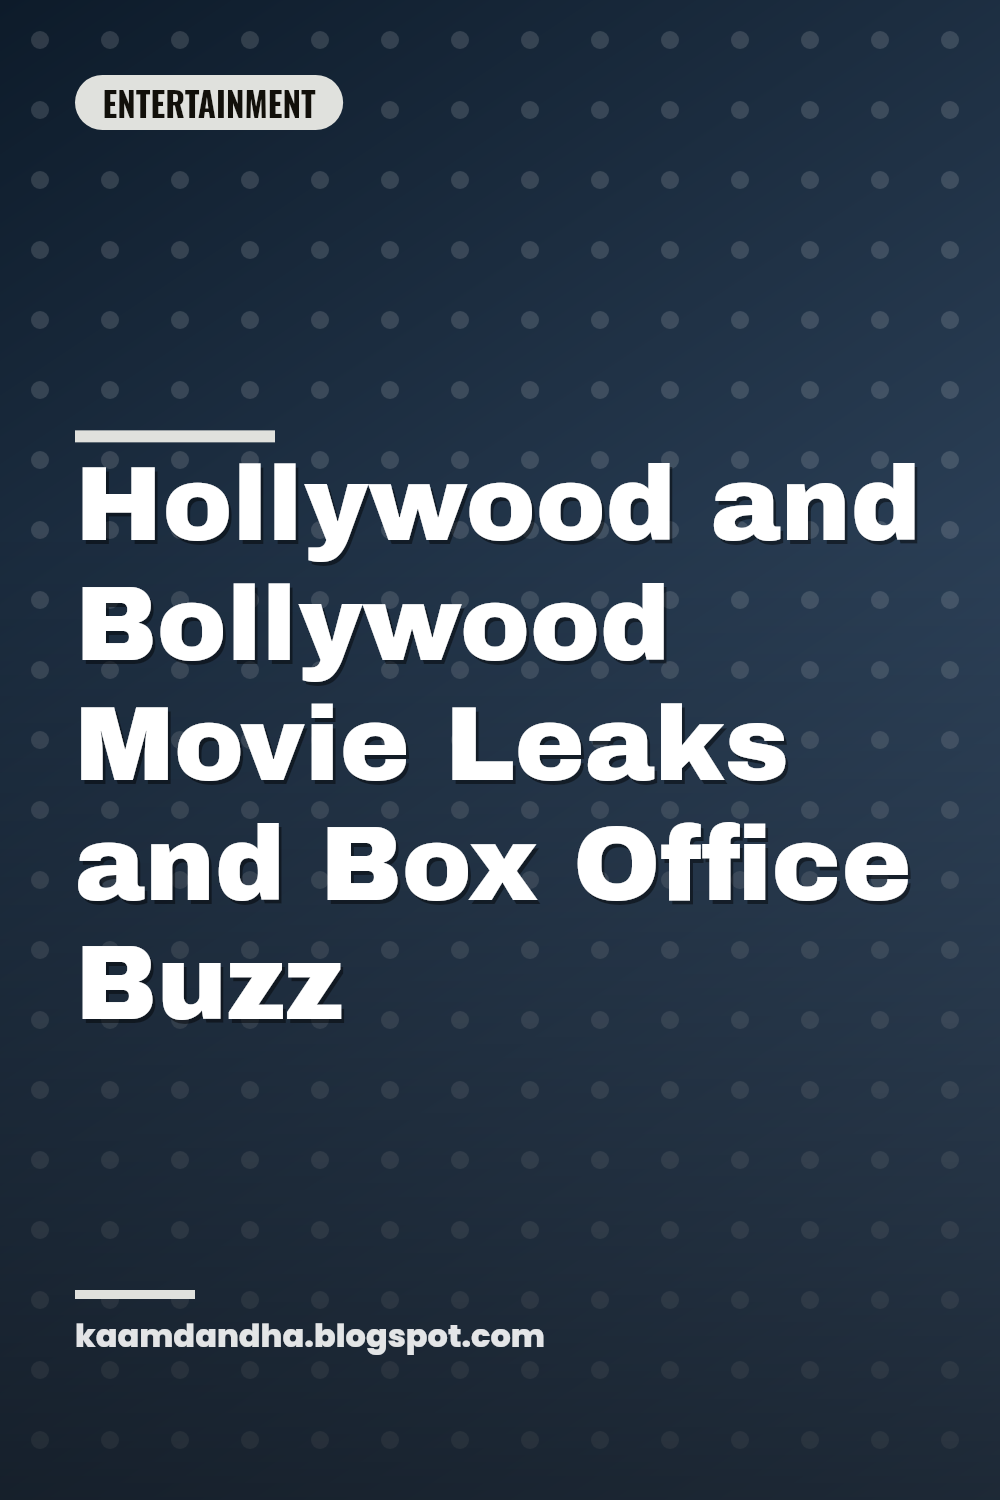 ENTERTAINMENT
Hollywood and
Bollywood
Movie Leaks
and Box Office
Buzz
kaamdandha.blogspot.com